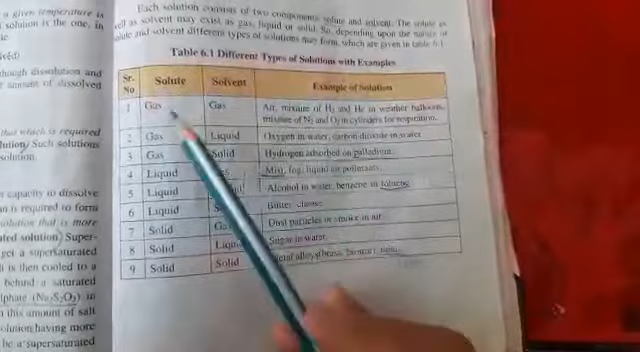 a given temperature is
solution is the one, in
though dissolution and
amount of dissolved
that which is required
lution/ Such solutions
solution.
capacity to dissolve
n is required to form
solution that is more
ated solution) Super-
get a supersaturated
t is then cooled to a
behind a saturated
lphate (Na₂S₂O₃) in
this amount of salt
olution having more
be a supersaturated
Each solution consists of two components, solute and solvent. The solute as
well as solvent may exist as gas, liquid or solid. So, depending upon the nature of
solute and solvent different types of solutions may form, which are given in table 6.1
Table 6.1 Different Types of Solutions with Examples
Sr. No Solute Solvent Example of Solution
1 Gas Gas Air, mixture of H₂ and He in weather balloons,
mixture of N₂ and O₂ in cylinders for respiration.
2 Gas Liquid Oxygen in water, carbon dioxide in water
3 Gas Solid Hydrogen adsorbed on palladium.
4 Liquid Mist, fog, liquid air pollutants.
5 Liquid Alcohol in water, benzene in toluene
6 Liquid Butter, cheese.
7 Solid Dust particles or smoke in air
8 Solid Sugar in water.
9 Solid Solid